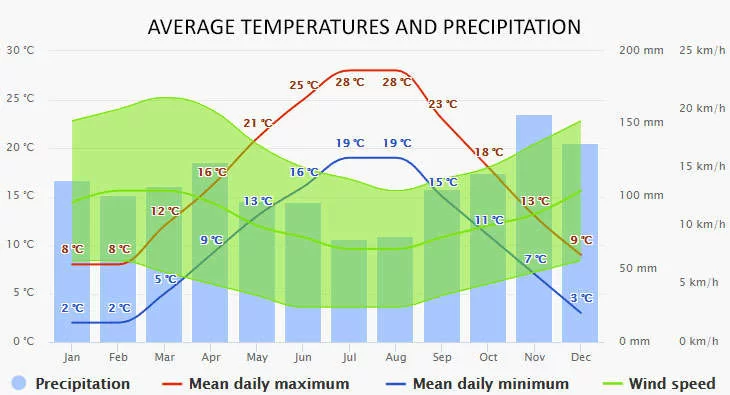 AVERAGE TEMPERATURES AND PRECIPITATION
30 °C 200 mm 25 km/h
25 °C 20 km/h
20 °C 150 mm
15 °C 100 mm 15 km/h
10 °C 10 km/h
5 °C 50 mm 5 km/h
0 °C 0 mm 0 km/h
8 °C 8 °C 12 °C 16 °C 21 °C 25 °C 28 °C 28 °C 23 °C 18 °C 13 °C 9 °C
2 °C 2 °C 5 °C 9 °C 13 °C 16 °C 19 °C 19 °C 15 °C 11 °C 7 °C 3 °C
Jan Feb Mar Apr May Jun Jul Aug Sep Oct Nov Dec
Precipitation Mean daily maximum Mean daily minimum Wind speed